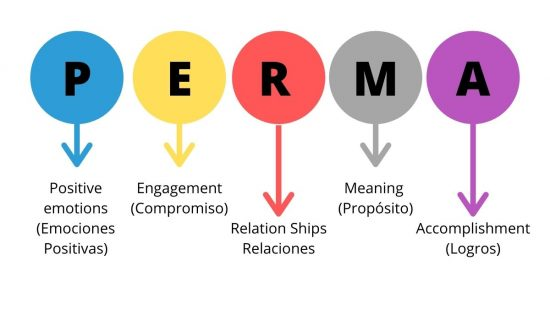 P E R M A
Positive
emotions
(Emociones
Positivas)
Engagement
(Compromiso)
Relation Ships
Relaciones
Meaning
(Propósito)
Accomplishment
(Logros)